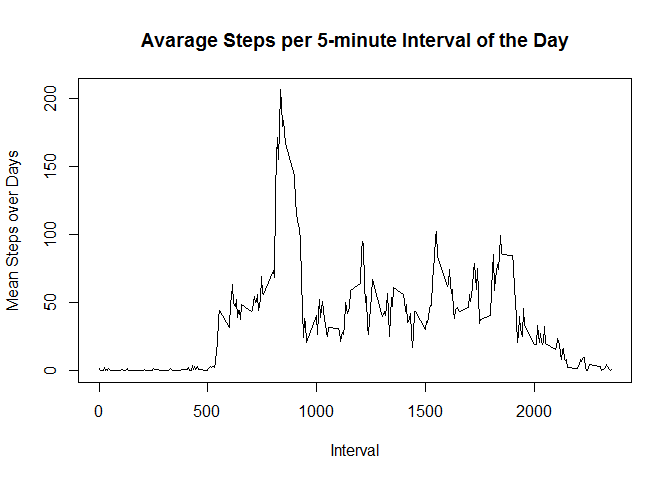 Avarage Steps per 5-minute Interval of the Day
Mean Steps over Days
200
150
100
50
0
0 500 1000 1500 2000
Interval